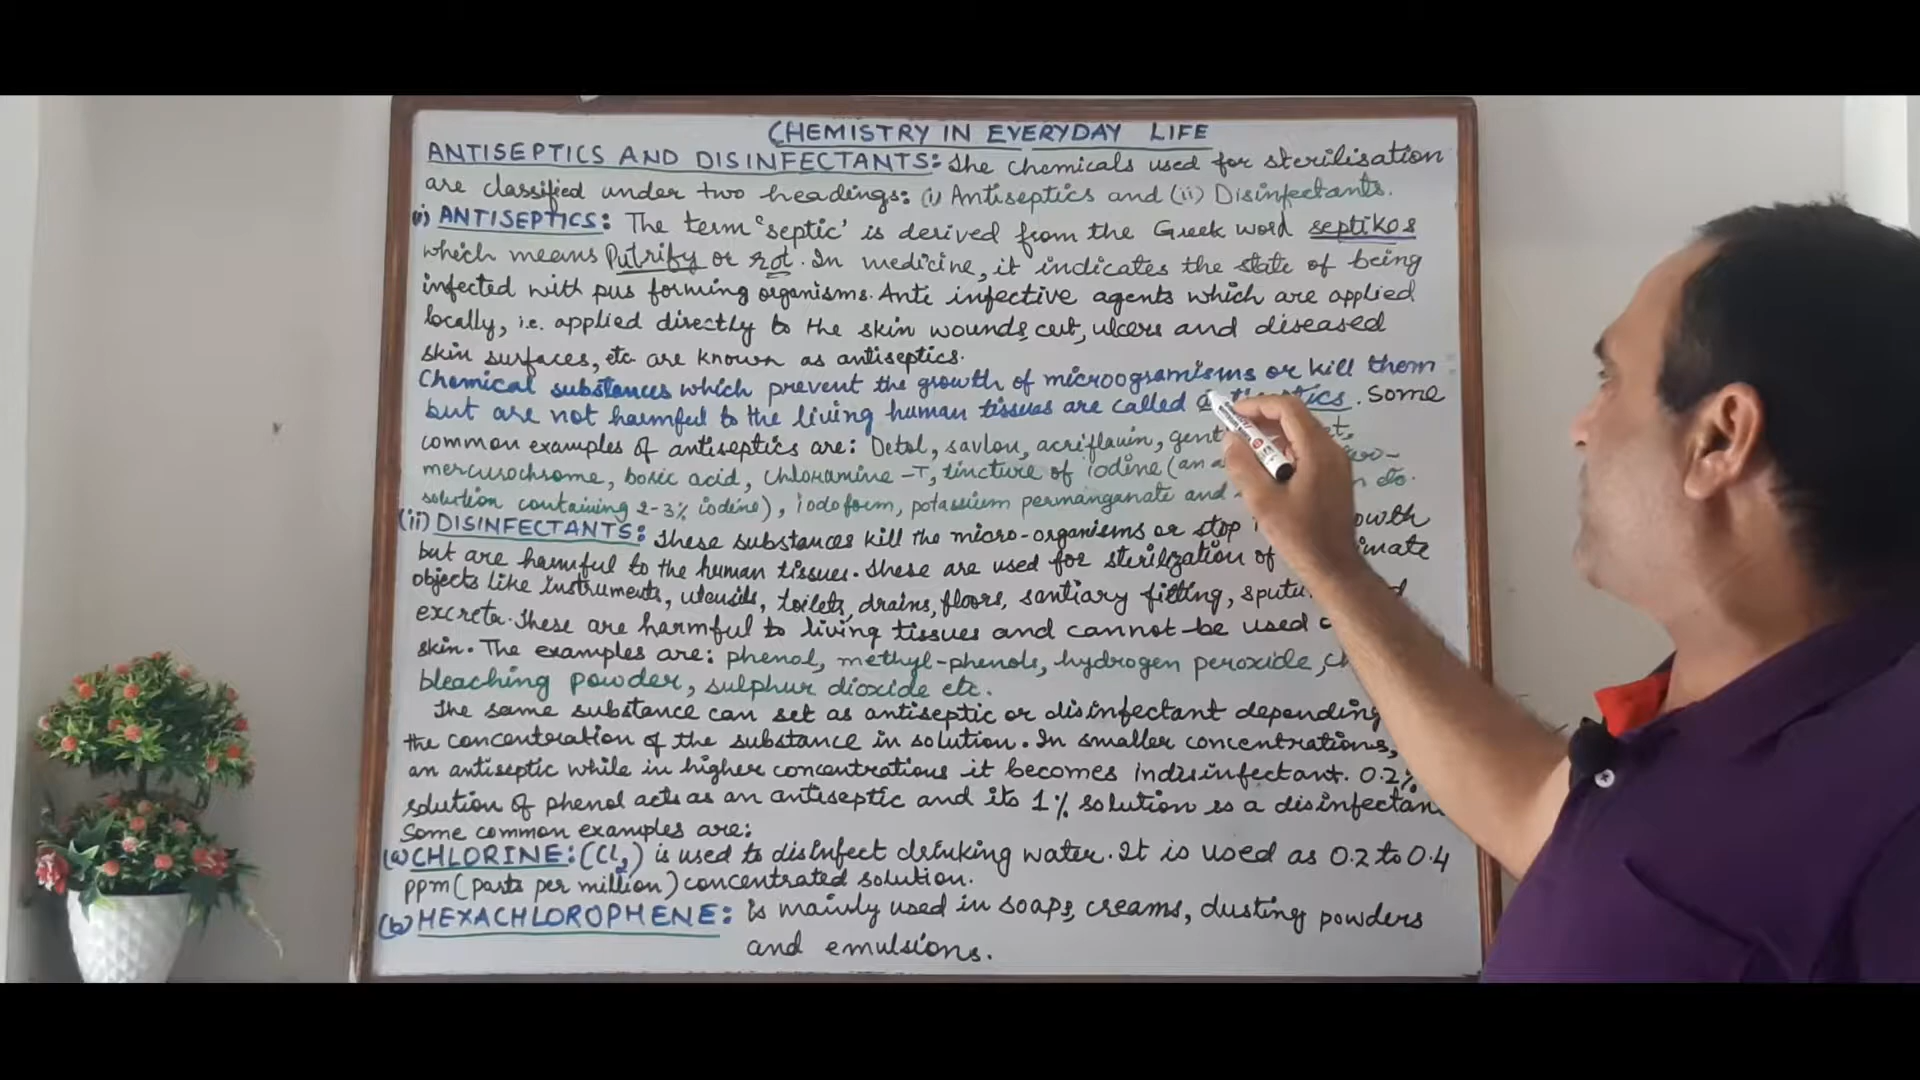 CHEMISTRY IN EVERYDAY LIFE
ANTISEPTICS AND DISINFECTANTS: The chemicals used for sterilisation
are classified under two headings: (i) Antiseptics and (ii) Disinfectants.
(i) ANTISEPTICS: The term 'septic' is derived from the Greek word septikos
which means Putrify or rot. In medicine, it indicates the state of being
infected with pus forming organisms. Anti infective agents which are applied
locally, i.e. applied directly to the skin wounds, cut, ulcers and diseased
skin surfaces, etc are known as antiseptics.
Chemical substances which prevent the growth of microogramisms or kill them
but are not harmful to the living human tissues are called . Some
common examples of antiseptics are: Detol, savlon, acriflavin,
mercurochrome, boric acid, Chloramine-T, tincture of iodine (an
solution containing 2-3% iodine), iodoform, potassium permanganate and
(ii) DISINFECTANTS: These substances kill the micro-organisms or stop
but are harmful to the human tissues. These are used for sterilization of
objects like instruments, utensils, toilets, drains, floors, santiary fitting,
excreta. These are harmful to living tissues and cannot be used
skin. The examples are: phenol, methyl-phenols, hydrogen peroxide,
bleaching powder, sulphur dioxide etc.
The same substance can set as antiseptic or disinfectant depending
the concentration of the substance in solution. In smaller concentrations,
an antiseptic while in higher concentrations it becomes indisinfectant. 0.2%
solution of phenol acts as an antiseptic and its 1% solution is a
Some common examples are:
(a) CHLORINE: (Cl2) is used to disinfect drinking water. It is used as 0.2 to 0.4
ppm (parts per million) concentrated solution.
(b) HEXACHLOROPHENE: Is mainly used in soaps, creams, dusting powders
and emulsions.